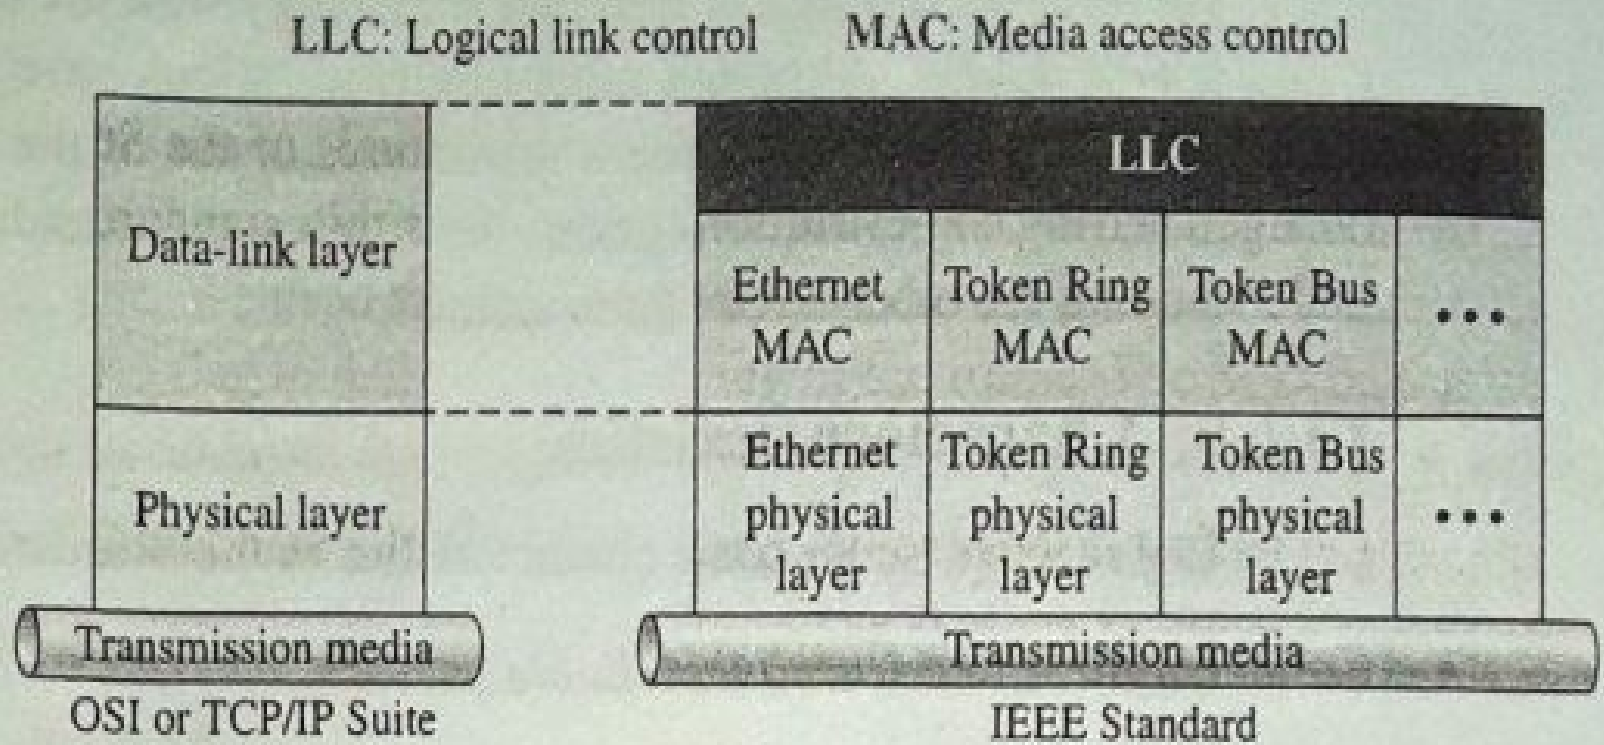 LLC: Logical link control MAC: Media access control
LLC
Data-link layer
Ethernet
MAC
Token Ring
MAC
Token Bus
MAC
•••
Physical layer
Ethernet
physical
layer
Token Ring
physical
layer
Token Bus
physical
layer
•••
Transmission media
Transmission media
OSI or TCP/IP Suite
IEEE Standard